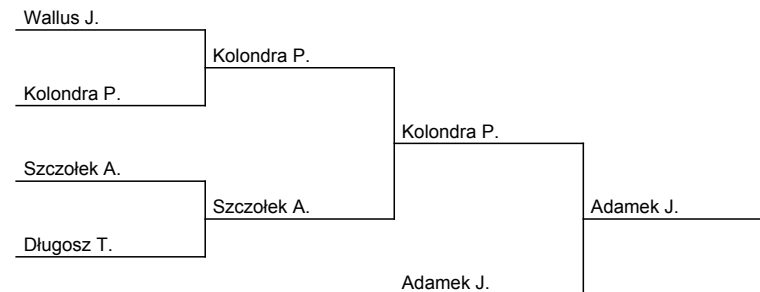 Wallus J.
Kolondra P.
Kolondra P.
Kolondra P.
Szczołek A.
Szczołek A.
Adamek J.
Długosz T.
Adamek J.